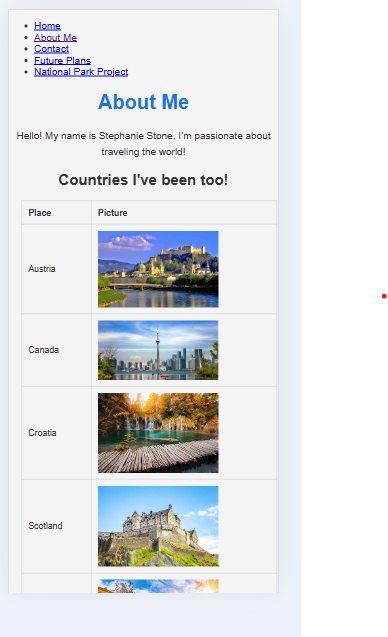 Home
About Me
Contact
Future Plans
National Park Project
About Me
Hello! My name is Stephanie Stone. I'm passionate about
traveling the world!
Countries I've been too!
Place Picture
Austria
Canada
Croatia
Scotland